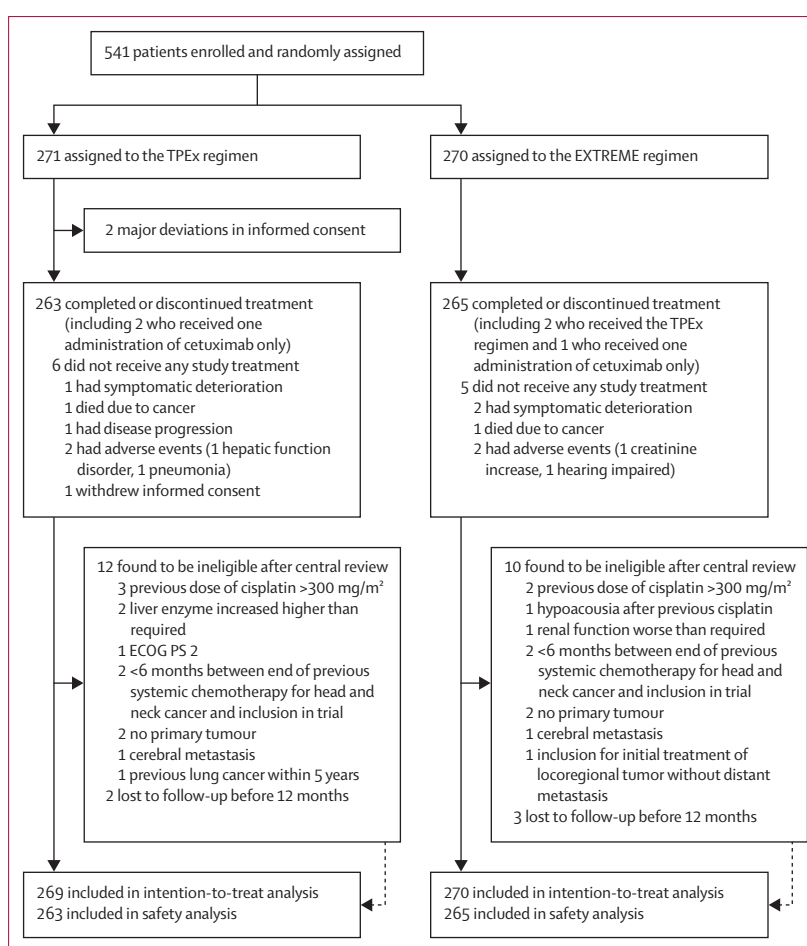 541 patients enrolled and randomly assigned
271 assigned to the TPEx regimen
270 assigned to the EXTREME regimen
2 major deviations in informed consent
263 completed or discontinued treatment
(including 2 who received one
administration of cetuximab only)
6 did not receive any study treatment
1 had symptomatic deterioration
1 died due to cancer
1 had disease progression
2 had adverse events (1 hepatic function
disorder, 1 pneumonia)
1 withdrew informed consent
265 completed or discontinued treatment
(including 2 who received the TPEx
regimen and 1 who received one
administration of cetuximab only)
5 did not receive any study treatment
2 had symptomatic deterioration
1 died due to cancer
2 had adverse events (1 creatinine
increase, 1 hearing impaired)
12 found to be ineligible after central review
3 previous dose of cisplatin >300 mg/m²
2 liver enzyme increased higher than
required
1 ECOG PS 2
2 <6 months between end of previous
systemic chemotherapy for head and
neck cancer and inclusion in trial
2 no primary tumour
1 cerebral metastasis
1 previous lung cancer within 5 years
2 lost to follow-up before 12 months
10 found to be ineligible after central review
2 previous dose of cisplatin >300 mg/m²
1 hypoacousia after previous cisplatin
1 renal function worse than required
2 <6 months between end of previous
systemic chemotherapy for head and
neck cancer and inclusion in trial
2 no primary tumour
1 cerebral metastasis
1 inclusion for initial treatment of
locoregional tumor without distant
metastasis
3 lost to follow-up before 12 months
269 included in intention-to-treat analysis
263 included in safety analysis
270 included in intention-to-treat analysis
265 included in safety analysis